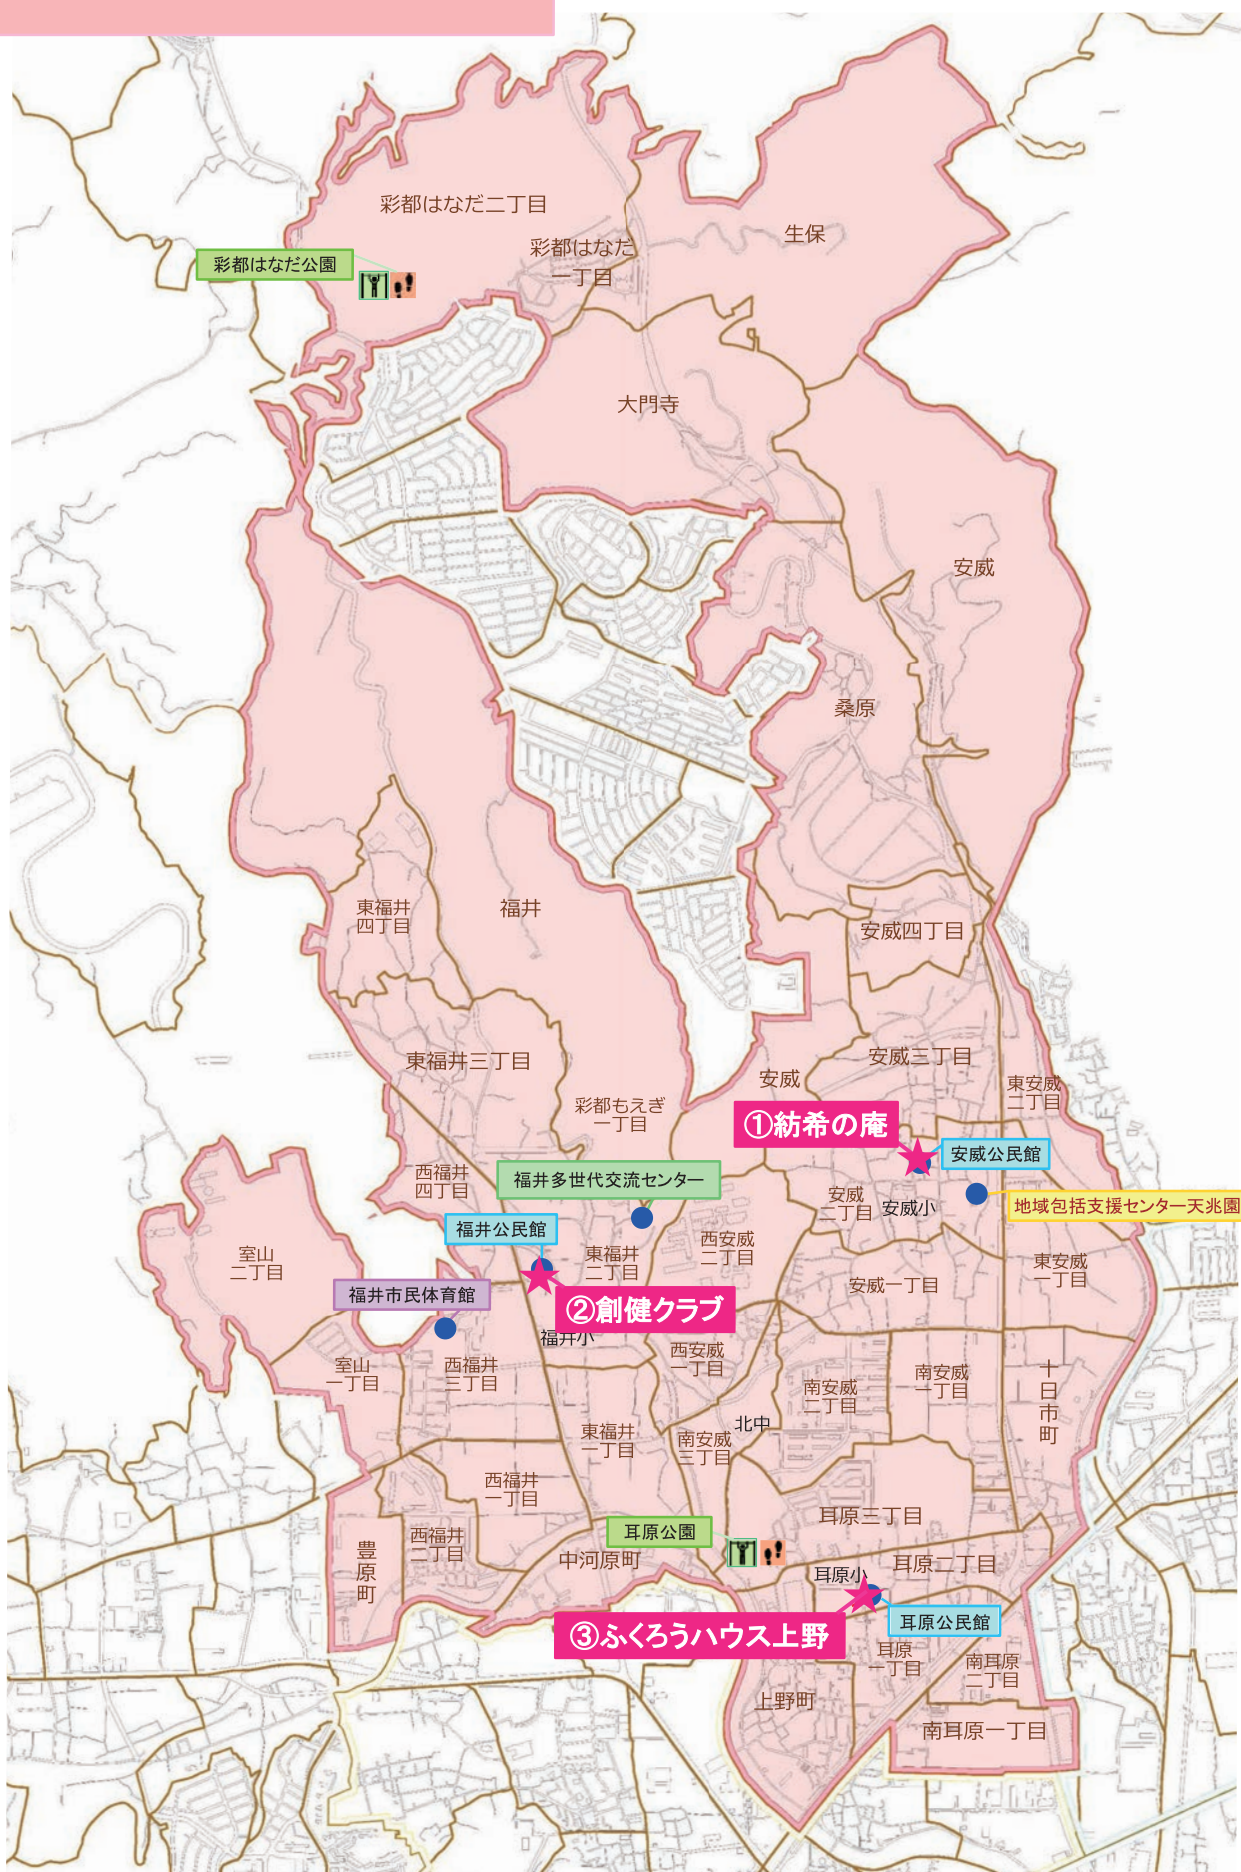 彩都はなだ二丁目
生保
彩都はなだ
一丁目
彩都はなだ公園
大門寺
安威
桑原
東福井
四丁目
福井
安威四丁目
東福井三丁目
安威三丁目
安威
東安威
二丁目
彩都もえぎ
一丁目
①紡希の庵
安威公民館
西福井
四丁目
福井多世代交流センター
安威
二丁目
安威小
地域包括支援センター天兆園
福井公民館
西安威
二丁目
室山
二丁目
東福井
二丁目
東安威
一丁目
安威一丁目
福井市民体育館
②創健クラブ
福井小
西安威
一丁目
室山
一丁目
西福井
三丁目
南安威
二丁目
南安威
一丁目
十日市町
東福井
一丁目
北中
南安威
三丁目
西福井
一丁目
耳原三丁目
耳原公園
西福井
二丁目
豊原町
中河原町
耳原二丁目
耳原小
耳原公民館
③ふくろうハウス上野
耳原
一丁目
南耳原
二丁目
上野町
南耳原一丁目